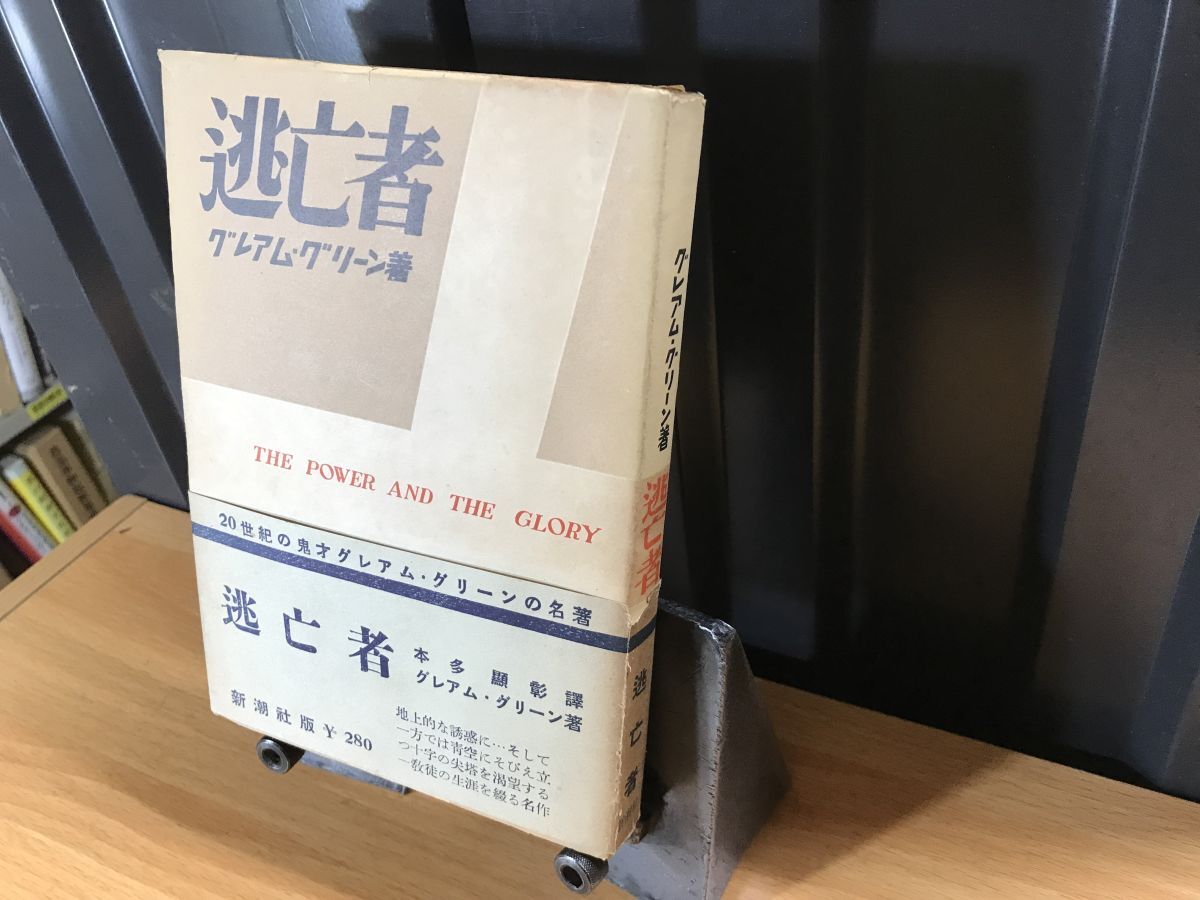 逃亡者
グレアム・グリーン著
THE POWER AND THE GLORY
20世紀の鬼才グレアム・グリーンの名著
逃亡者
本多顯彰譯
グレアム・グリーン著
新潮社版 ¥280
地上的な誘惑に…そして
一方では青空にそびえ立
つ十字の尖塔を渇望する
一教徒の生涯を綴る名作
グレアム・グリーン著
逃亡者
逃亡者